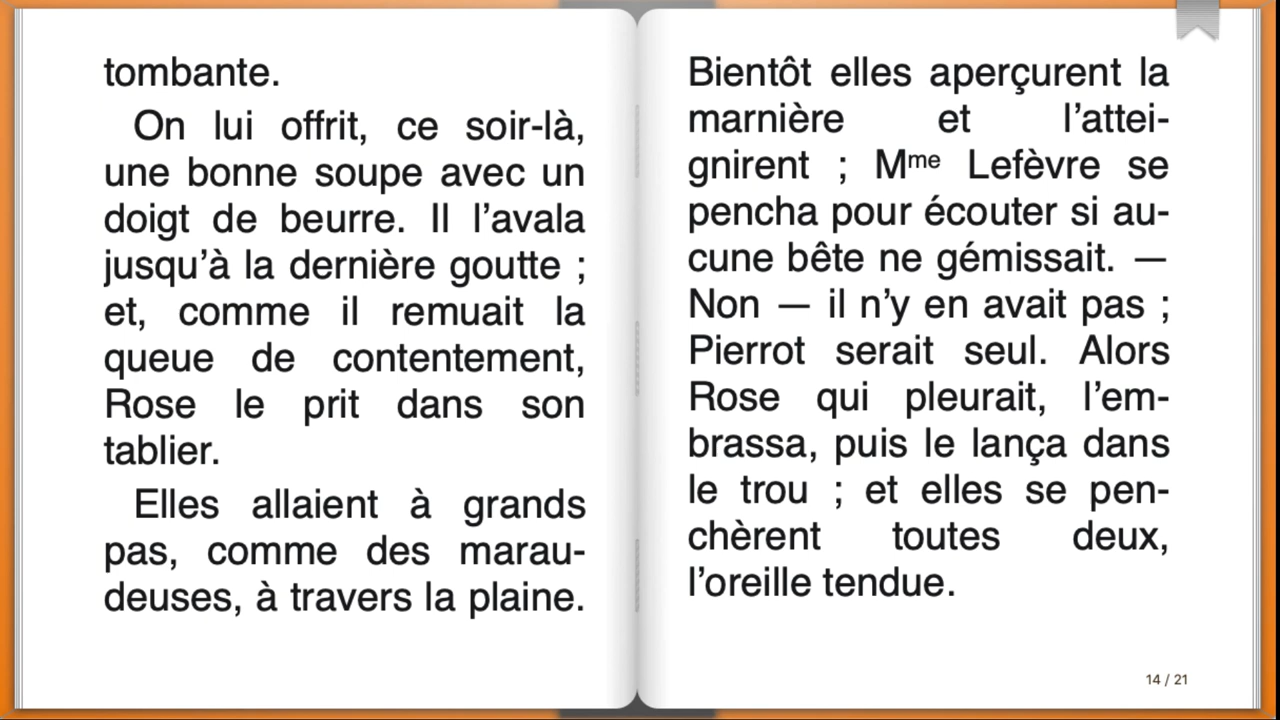 tombante.
On lui offrit, ce soir-là,
une bonne soupe avec un
doigt de beurre. Il l’avala
jusqu’à la dernière goutte ;
et, comme il remuait la
queue de contentement,
Rose le prit dans son
tablier.
Elles allaient à grands
pas, comme des marau-
deuses, à travers la plaine.
Bientôt elles aperçurent la
marnière et l’attei-
gnirent ; Mᵐᵉ Lefèvre se
pencha pour écouter si au-
cune bête ne gémissait. —
Non — il n’y en avait pas ;
Pierrot serait seul. Alors
Rose qui pleurait, l’em-
brassa, puis le lança dans
le trou ; et elles se pen-
chèrent toutes deux,
l’oreille tendue.
14 / 21